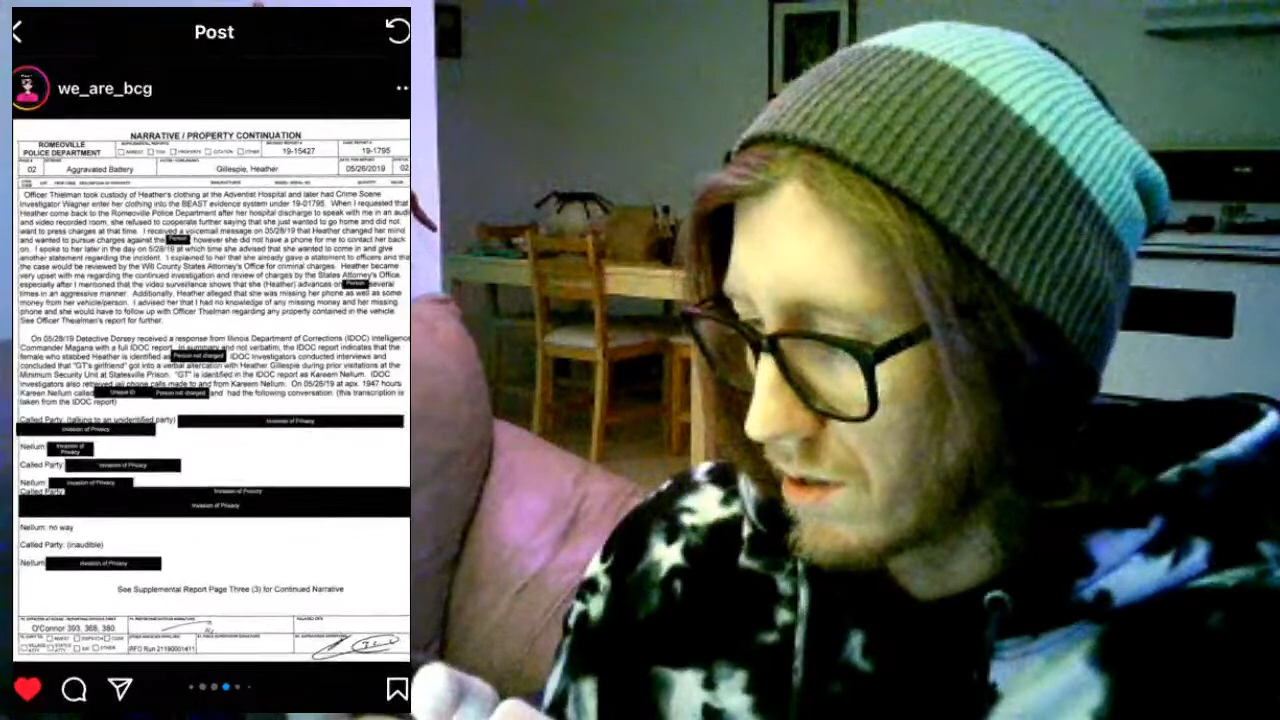 Post
we_are_bcg
NARRATIVE / PROPERTY CONTINUATION
ROMEOVILLE
POLICE DEPARTMENT
19-15427
19-1795
02
Aggravated Battery
Gillespie, Heather
05/26/2019
02
Officer Thielman took custody of Heather's clothing at the Adventist Hospital and later had Crime Scene
Investigator Wagner enter her clothing into the BEAST evidence system under 19-01795. When I requested that
Heather come back to the Romeoville Police Department after her hospital discharge to speak with me in an audi
and video recorded room, she refused to cooperate further saying that she just wanted to go home and did not
want to press charges at that time. I received a voicemail message on 05/28/19 that Heather changed her mind
and wanted to pursue charges against the Person however she did not have a phone for me to contact her back
on. I spoke to her later in the day on 5/28/19 at which time she advised that she wanted to come in and give
another statement regarding the incident. I explained to her that she already gave a statement to officers and tha
the case would be reviewed by the Will County States Attorney's Office for criminal charges. Heather became
very upset with me regarding the continued investigation and review of charges by the States Attorney's Office,
especially after I mentioned that the video surveillance shows that she (Heather) advances on Person several
times in an aggressive manner. Additionally, Heather alleged that she was missing her phone as well as some
money from her vehicle/person. I advised her that I had no knowledge of any missing money and her missing
phone and she would have to follow up with Officer Thielman regarding any property contained in the vehicle.
See Officer Thielman's report for further.
On 05/28/19 Detective Dorsey received a response from Illinois Department of Corrections (IDOC) Intelligence
Commander Magana with a full IDOC report. In summary and not verbatim, the IDOC report indicates that the
female who stabbed Heather is identified as Person not charged IDOC Investigators conducted interviews and
concluded that "GT's girlfriend" got into a verbal altercation with Heather Gillespie during prior visitations at the
Minimum Security Unit at Statesville Prison. "GT" is identified in the IDOC report as Kareem Nellum. IDOC
Investigators also retrieved jail phone calls made to and from Kareem Nellum. On 05/26/19 at apx. 1947 hours
Kareen Nellum called Unique ID Person not charged and had the following conversation. (this transcription is
taken from the IDOC report)
Called Party: (talking to an unidentified party) Invasion of Privacy
Invasion of Privacy
Nellum: Invasion of Privacy
Called Party: Invasion of Privacy
Nellum: Invasion of Privacy
Called Party: Invasion of Privacy
Invasion of Privacy
Nellum: no way
Called Party: (inaudible)
Nellum: Invasion of Privacy
See Supplemental Report Page Three (3) for Continued Narrative
O'Connor 393, 368, 380